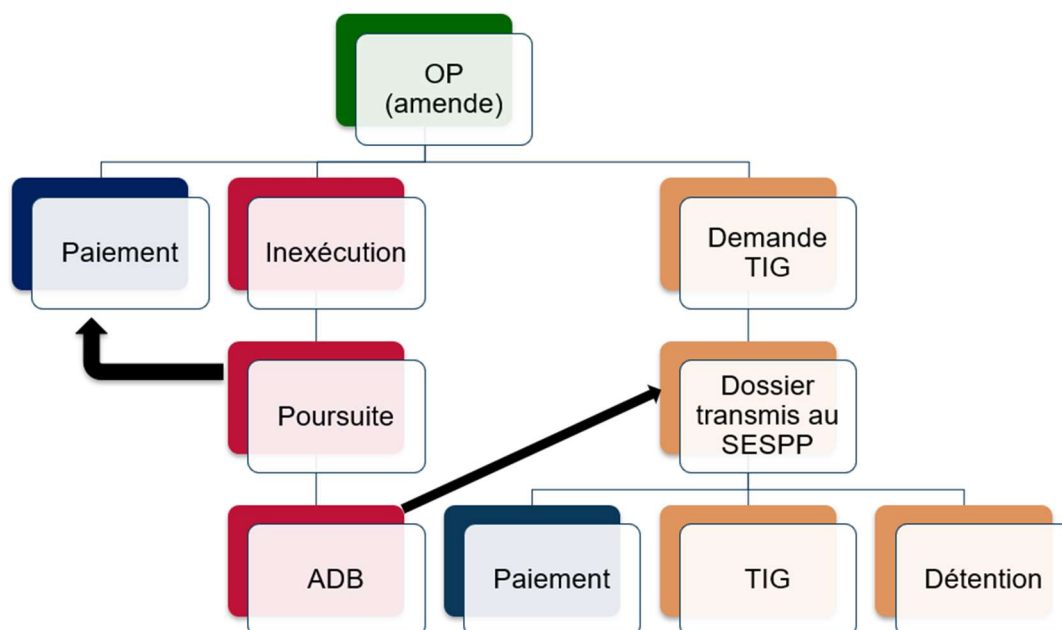 OP
(amende)
Paiement
Inexécution
Demande
TIG
Poursuite
Dossier
transmis au
SESPP
ADB
Paiement
TIG
Détention